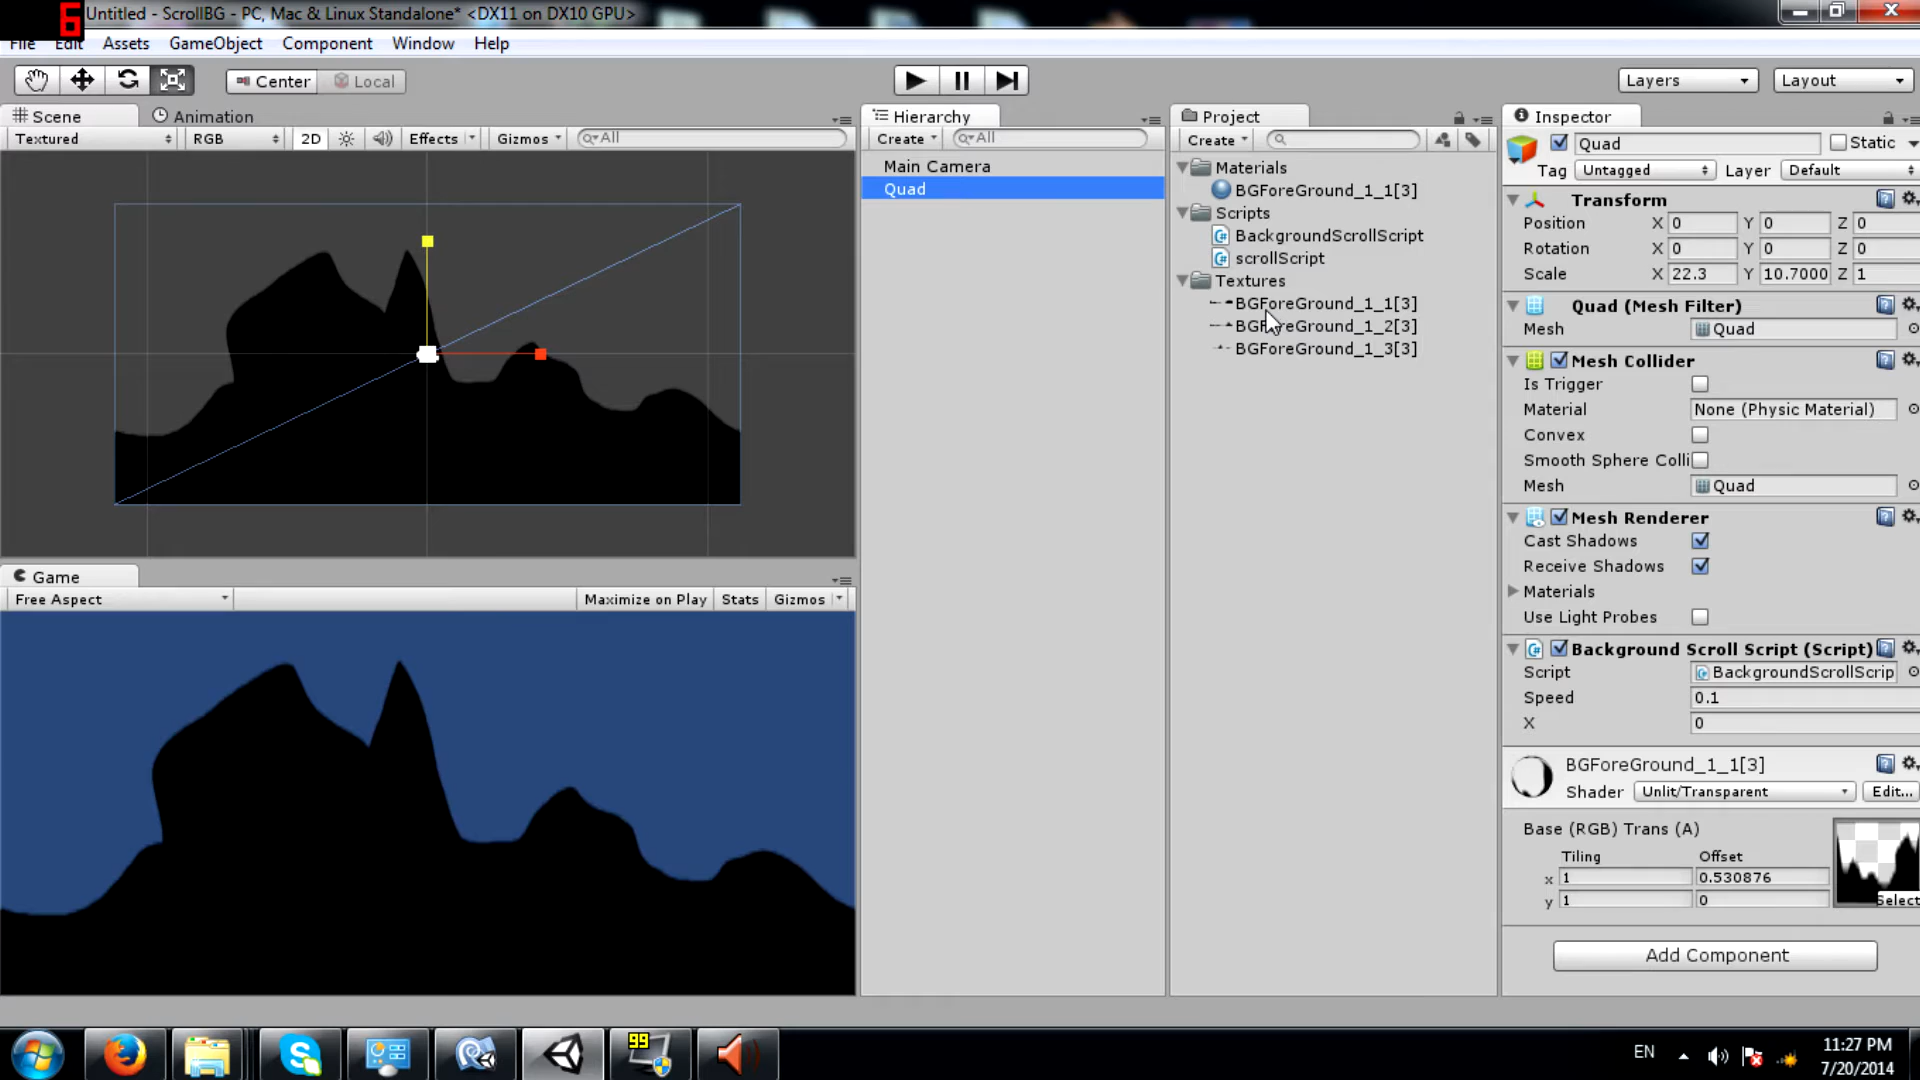 6
Untitled - ScrollBG - PC, Mac & Linux Standalone* <DX11 on DX10 GPU>
File Edit Assets GameObject Component Window Help
Center Local
Layers
Layout
Scene
Animation
Textured
RGB
2D
Effects
Gizmos
All
Hierarchy
Create
All
Main Camera
Quad
Project
Create
Materials
BGForeGround_1_1[3]
Scripts
BackgroundScrollScript
scrollScript
Textures
BGForeGround_1_1[3]
BGForeGround_1_2[3]
BGForeGround_1_3[3]
Inspector
Quad
Static
Tag Untagged Layer Default
Transform
Position X 0 Y 0 Z 0
Rotation X 0 Y 0 Z 0
Scale X 22.3 Y 10.7000 Z 1
Quad (Mesh Filter)
Mesh Quad
Mesh Collider
Is Trigger
Material None (Physic Material)
Convex
Smooth Sphere Colli
Mesh Quad
Mesh Renderer
Cast Shadows
Receive Shadows
Materials
Use Light Probes
Background Scroll Script (Script)
Script BackgroundScrollScrip
Speed 0.1
X 0
BGForeGround_1_1[3]
Shader Unlit/Transparent Edit...
Base (RGB) Trans (A)
Tiling Offset
x 1 0.530876
y 1 0
Select
Add Component
Game
Free Aspect
Maximize on Play Stats Gizmos
99
EN
11:27 PM
7/20/2014